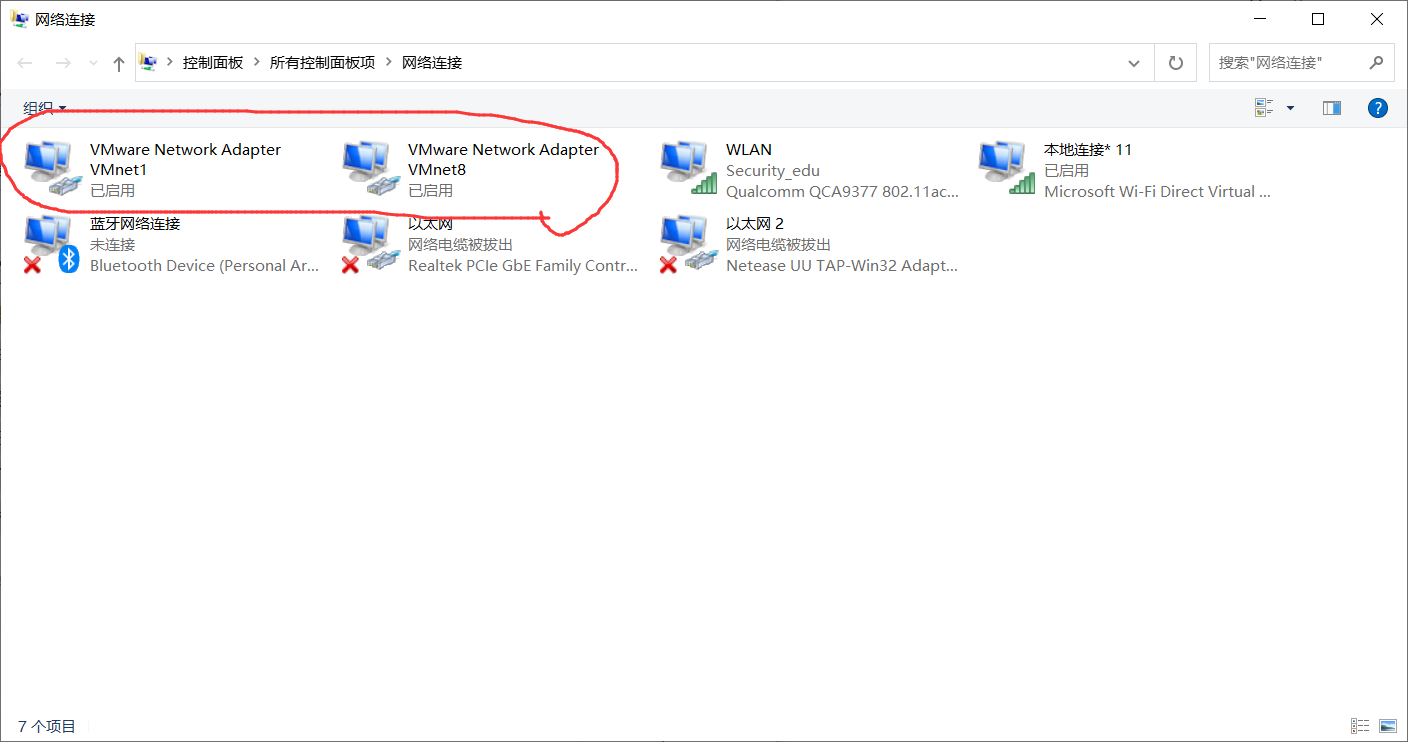 网络连接
控制面板 所有控制面板项 网络连接
搜索"网络连接"
组织
VMware Network Adapter
VMnet1
已启用
VMware Network Adapter
VMnet8
已启用
WLAN
Security_edu
Qualcomm QCA9377 802.11ac...
本地连接* 11
已启用
Microsoft Wi-Fi Direct Virtual ...
蓝牙网络连接
未连接
Bluetooth Device (Personal Ar...
以太网
网络电缆被拔出
Realtek PCIe GbE Family Contr...
以太网 2
网络电缆被拔出
Netease UU TAP-Win32 Adapt...
7 个项目